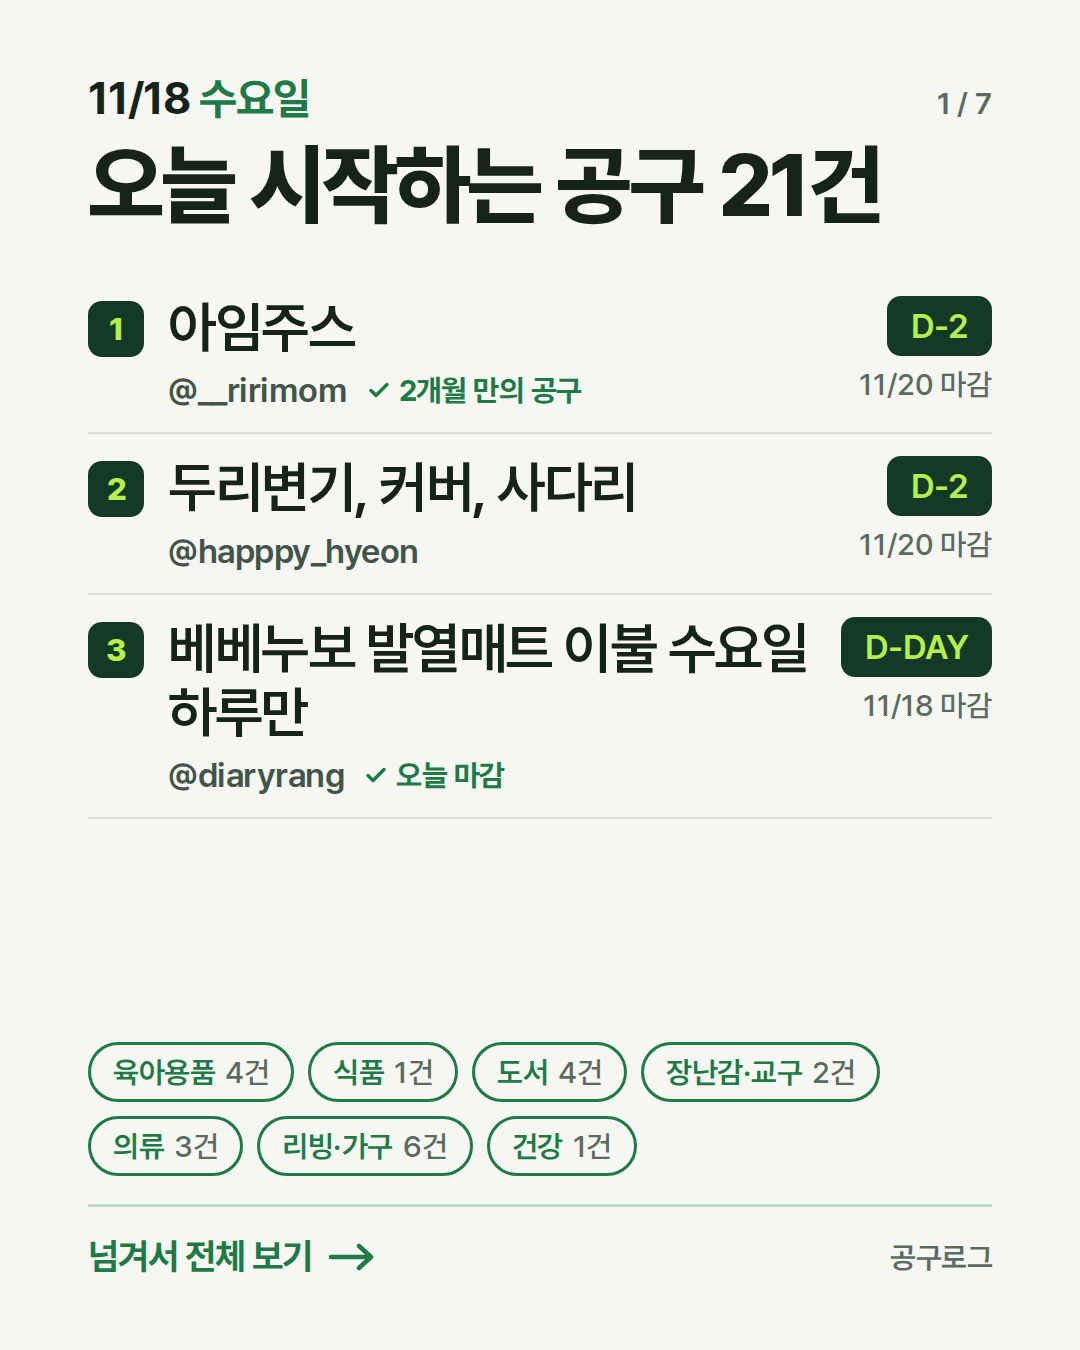 11/18 수요일
1 / 7
오늘 시작하는 공구 21건
1 아임주스 D-2
@__ririmom ✓ 2개월 만의 공구 11/20 마감
2 두리변기, 커버, 사다리 D-2
@happpy_hyeon 11/20 마감
3 베베누보 발열매트 이불 수요일 D-DAY
하루만 11/18 마감
@diaryrang ✓ 오늘 마감
육아용품 4건 식품 1건 도서 4건 장난감·교구 2건
의류 3건 리빙·가구 6건 건강 1건
넘겨서 전체 보기 → 공구로그